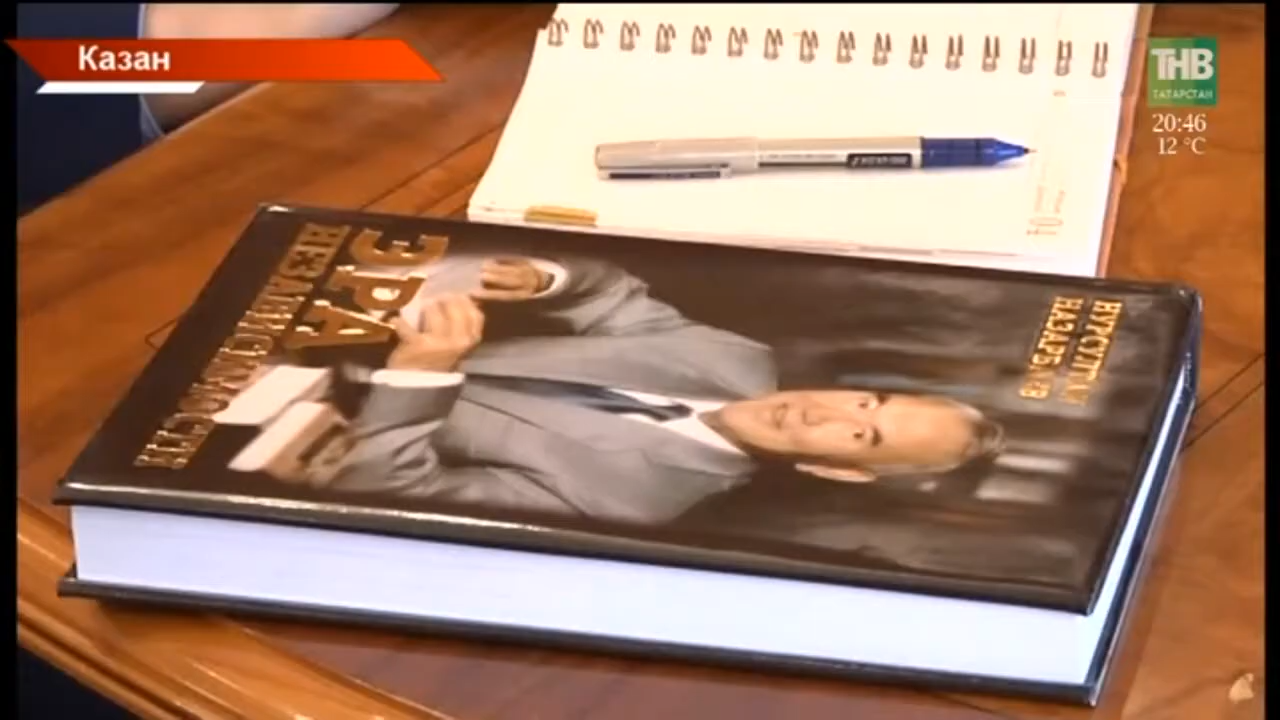 Казан
ТНВ
ТАТАРСТАН
20:46
12 °C
НУРСУЛТАН
НАЗАРБАЕВ
ЭРА
НЕЗАВИСИМОСТИ